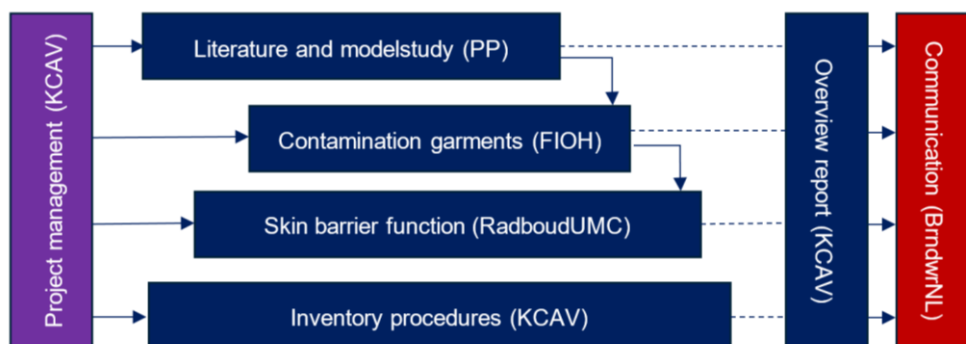 Project management (KCAV)
Literature and modelstudy (PP)
Contamination garments (FIOH)
Skin barrier function (RadboudUMC)
Inventory procedures (KCAV)
Overview report (KCAV)
Communication (BrndwrNL)